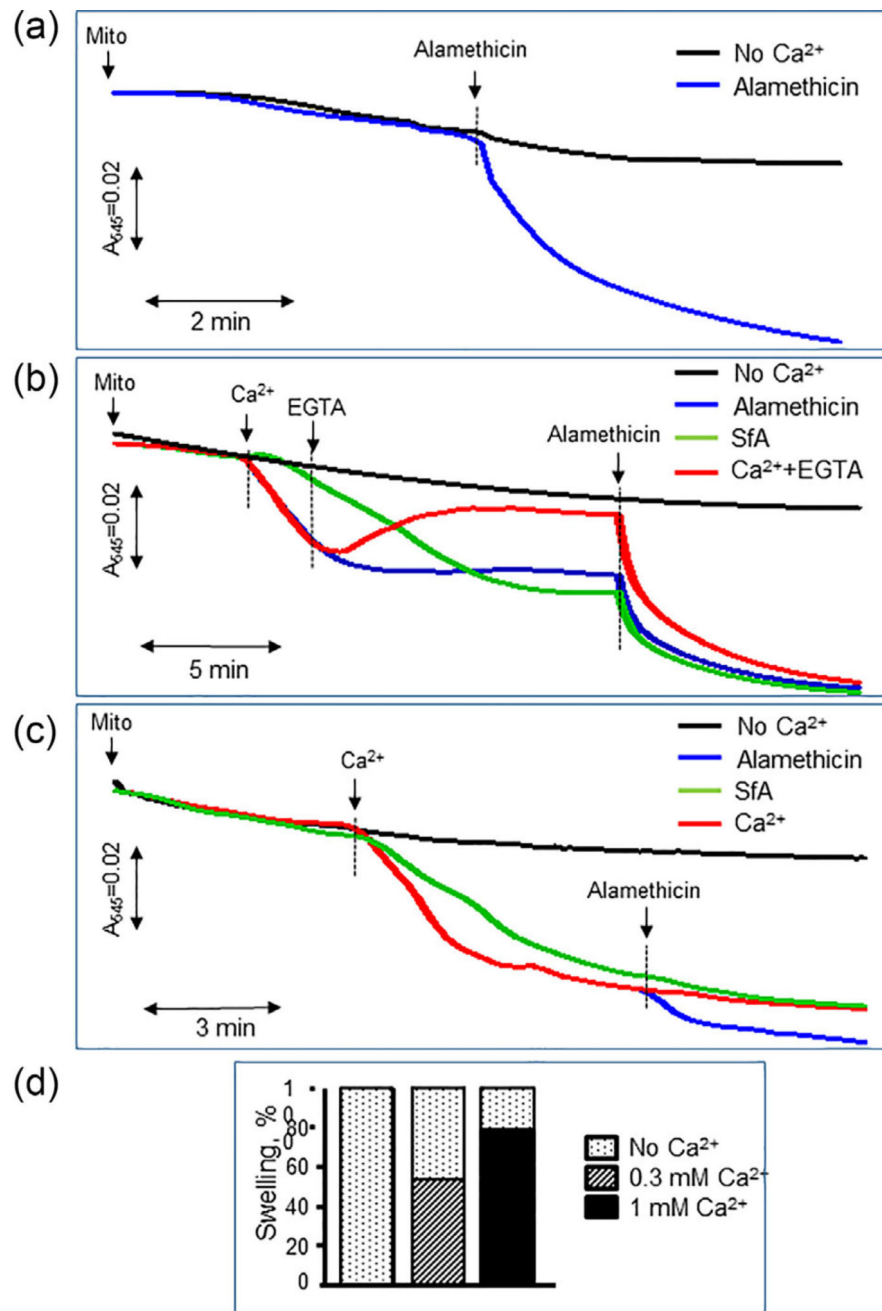 (a)
Mito
Alamethicin
No Ca²⁺
Alamethicin
A₅₄₅=0.02
2 min
(b)
Mito
Ca²⁺
EGTA
Alamethicin
No Ca²⁺
Alamethicin
SfA
Ca²⁺+EGTA
A₅₄₅=0.02
5 min
(c)
Mito
Ca²⁺
Alamethicin
No Ca²⁺
Alamethicin
SfA
Ca²⁺
A₅₄₅=0.02
3 min
(d)
Swelling, %
1
0
80
0
60
40
20
0
No Ca²⁺
0.3 mM Ca²⁺
1 mM Ca²⁺